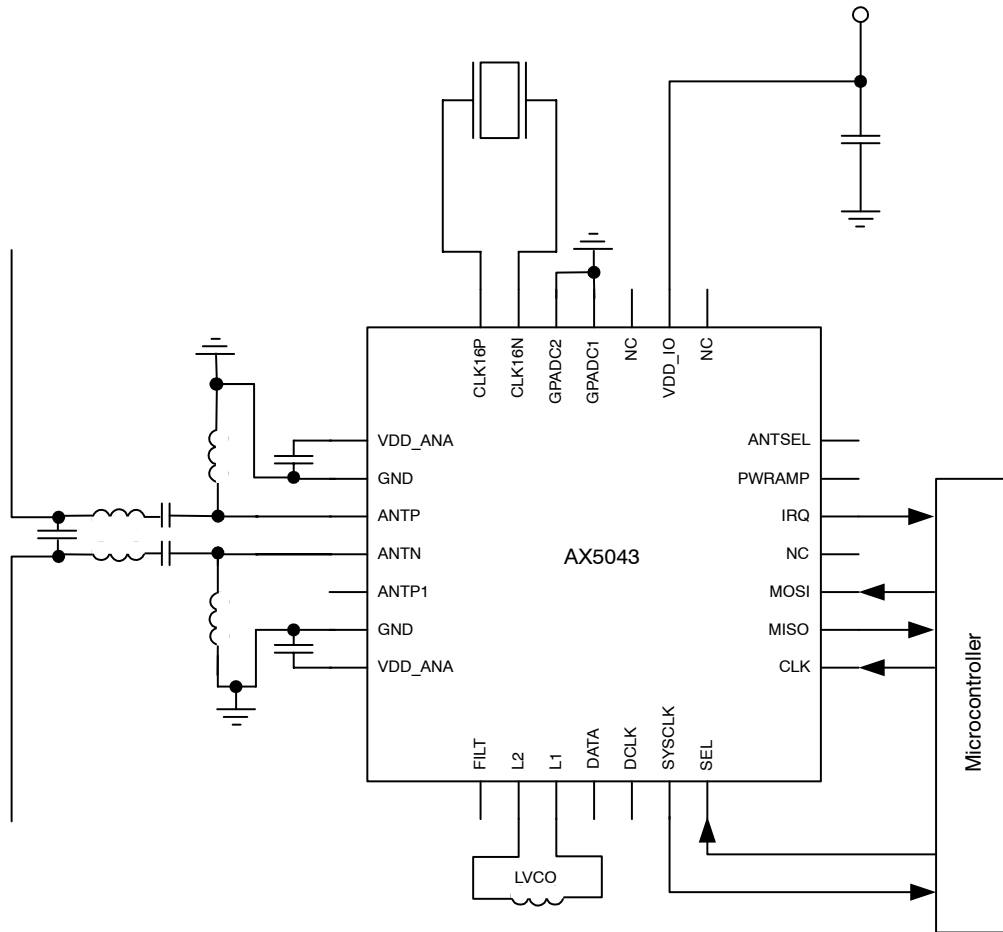 CLK16P
CLK16N
GPADC2
GPADC1
NC
VDD_IO
NC
VDD_ANA
GND
ANTP
ANTN
ANTP1
GND
VDD_ANA
AX5043
ANTSEL
PWRAMP
IRQ
NC
MOSI
MISO
CLK
FILT
L2
L1
DATA
DCLK
SYSCLK
SEL
LVCO
Microcontroller